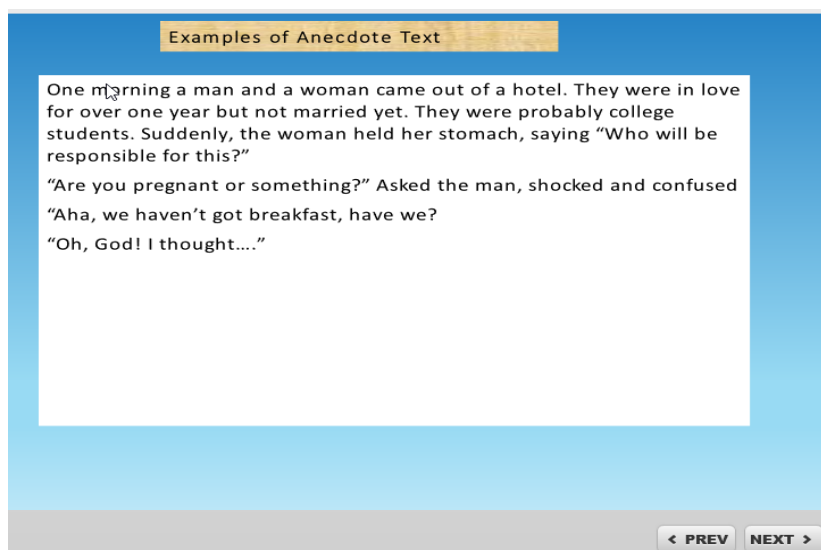 Examples of Anecdote Text
One morning a man and a woman came out of a hotel. They were in love
for over one year but not married yet. They were probably college
students. Suddenly, the woman held her stomach, saying “Who will be
responsible for this?”
“Are you pregnant or something?” Asked the man, shocked and confused
“Aha, we haven’t got breakfast, have we?
“Oh, God! I thought….”
< PREV NEXT >